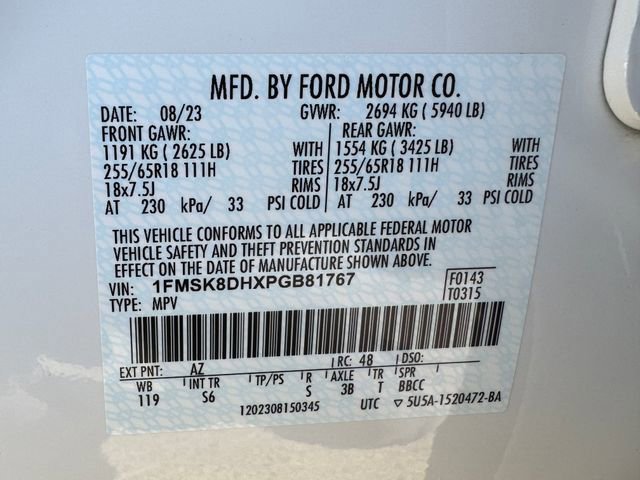 MFD. BY FORD MOTOR CO.
DATE: 08/23 GVWR: 2694 KG ( 5940 LB)
FRONT GAWR: REAR GAWR:
1191 KG ( 2625 LB) WITH 1554 KG ( 3425 LB) WITH
255/65R18 111H TIRES 255/65R18 111H TIRES
18x7.5J RIMS 18x7.5J RIMS
AT 230 kPa/ 33 PSI COLD AT 230 kPa/ 33 PSI COLD
THIS VEHICLE CONFORMS TO ALL APPLICABLE FEDERAL MOTOR
VEHICLE SAFETY AND THEFT PREVENTION STANDARDS IN
EFFECT ON THE DATE OF MANUFACTURE SHOWN ABOVE.
VIN: 1FMSK8DHXPGB81767 F0143
TYPE: MPV T0315
EXT PNT: AZ RC: 48 DSO:
WB INT TR TP/PS R AXLE TR SPR
119 S6 S 3B T BBCC
1202308150345 UTC ▽ 5U5A-1520472-BA